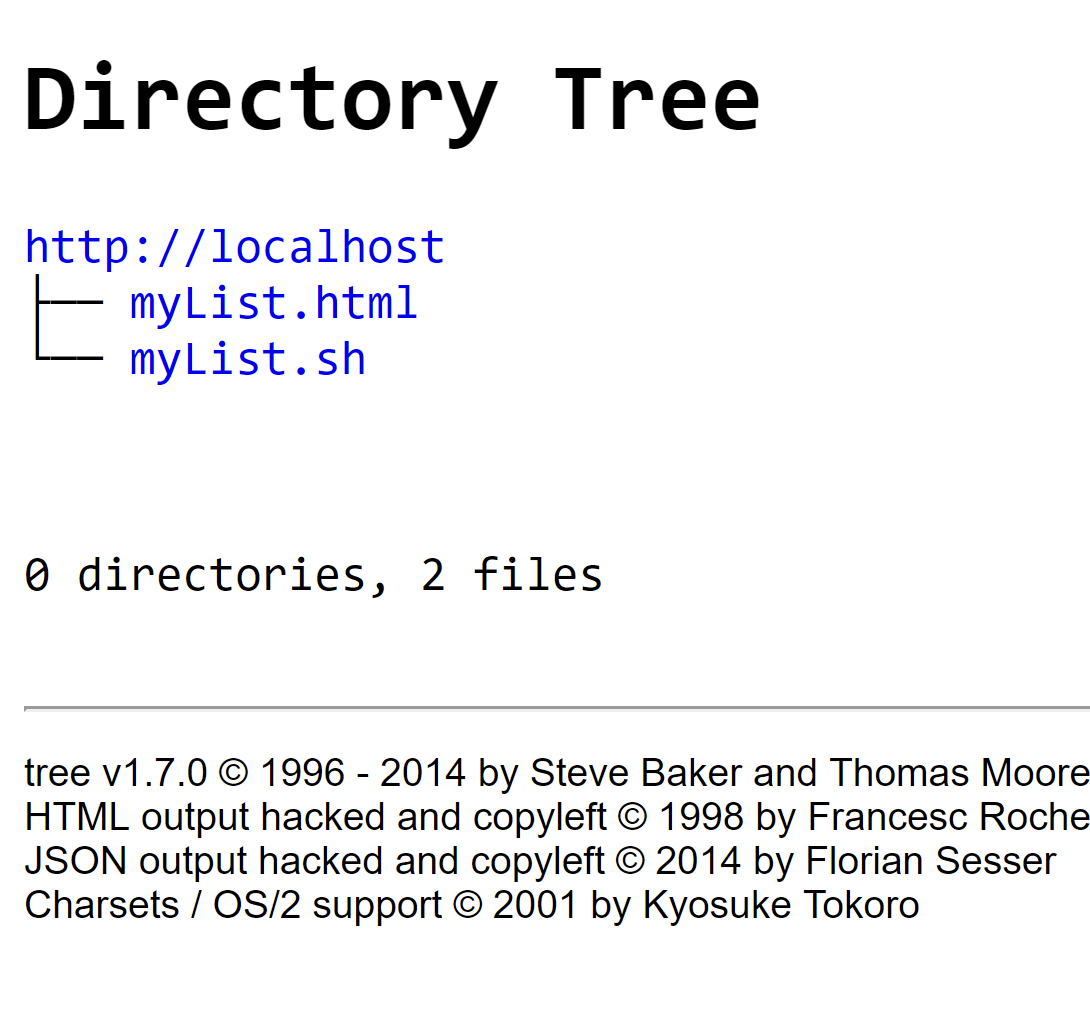 Directory Tree
http://localhost
├── myList.html
└── myList.sh
0 directories, 2 files
tree v1.7.0 © 1996 - 2014 by Steve Baker and Thomas Moore
HTML output hacked and copyleft © 1998 by Francesc Roche
JSON output hacked and copyleft © 2014 by Florian Sesser
Charsets / OS/2 support © 2001 by Kyosuke Tokoro